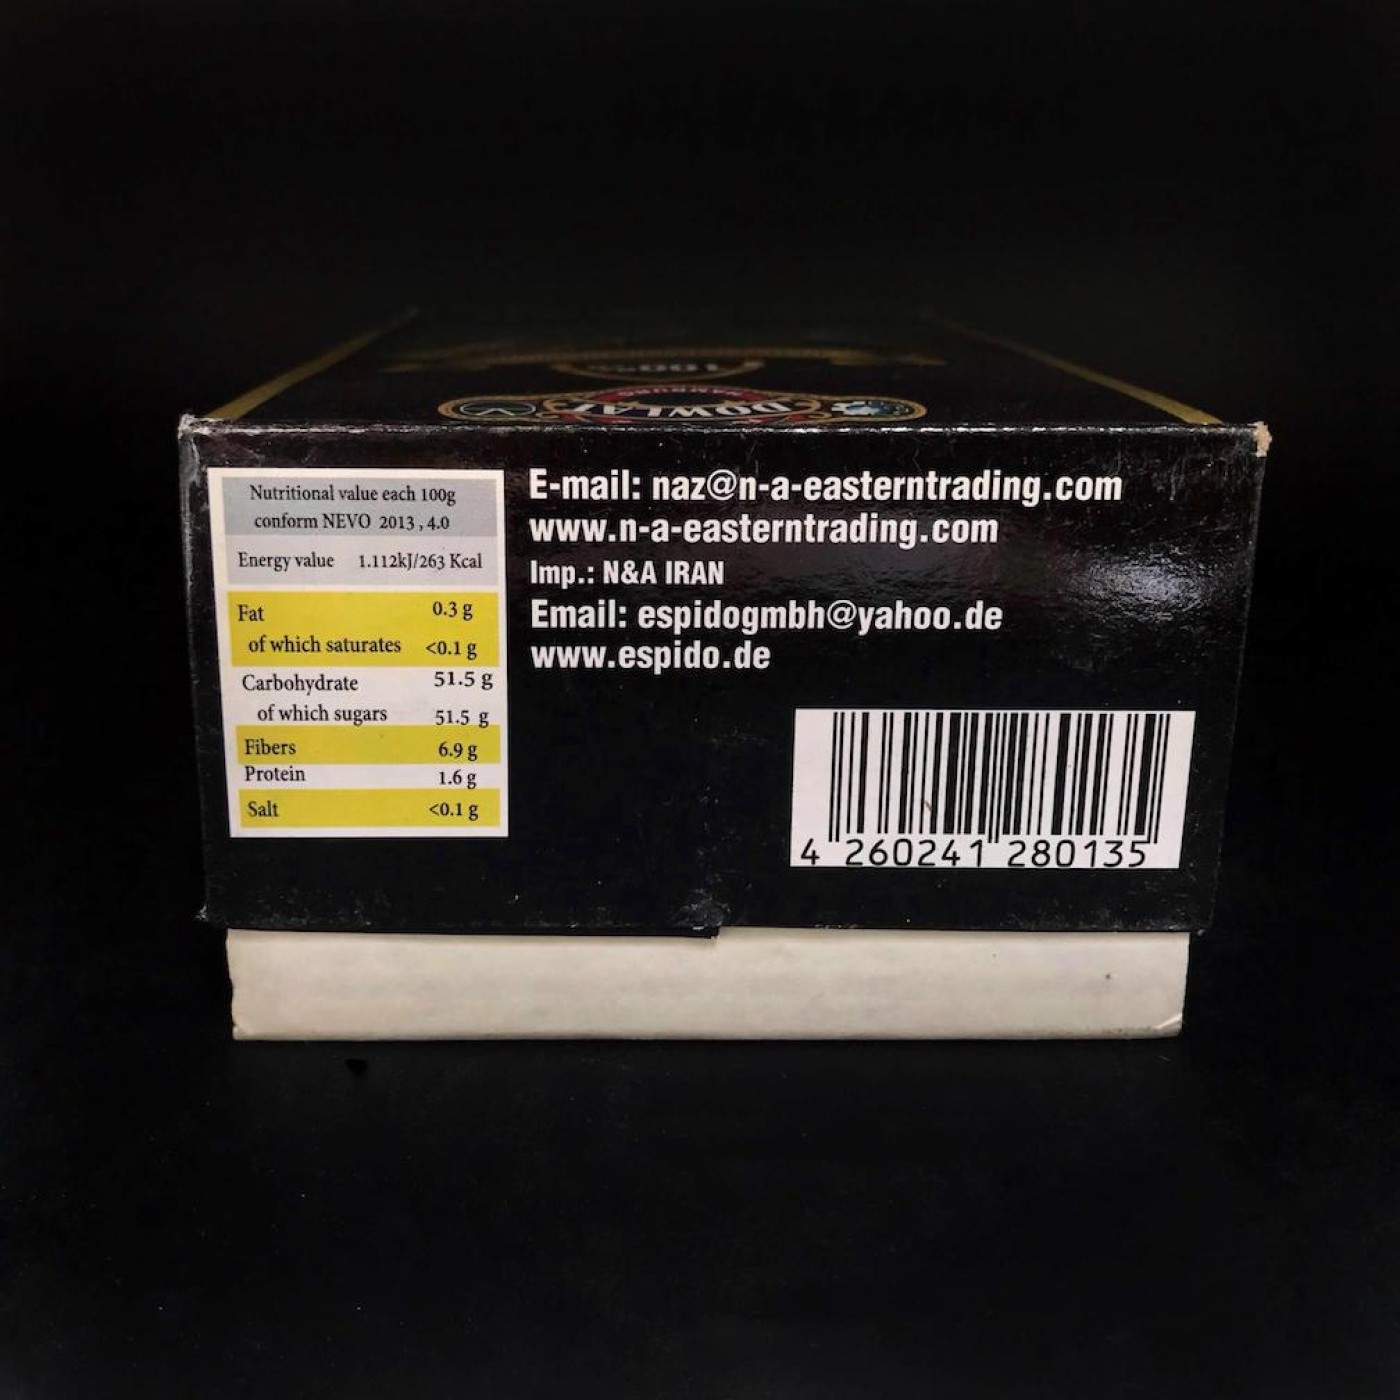 100%
HAMBURG
DOWLAT
Nutritional value each 100g
conform NEVO 2013 , 4.0
Energy value 1.112kJ/263 Kcal
Fat 0.3 g
of which saturates <0.1 g
Carbohydrate 51.5 g
of which sugars 51.5 g
Fibers 6.9 g
Protein 1.6 g
Salt <0.1 g
E-mail: naz@n-a-easterntrading.com
www.n-a-easterntrading.com
Imp.: N&A IRAN
Email: espidogmbh@yahoo.de
www.espido.de
4 260241 280135